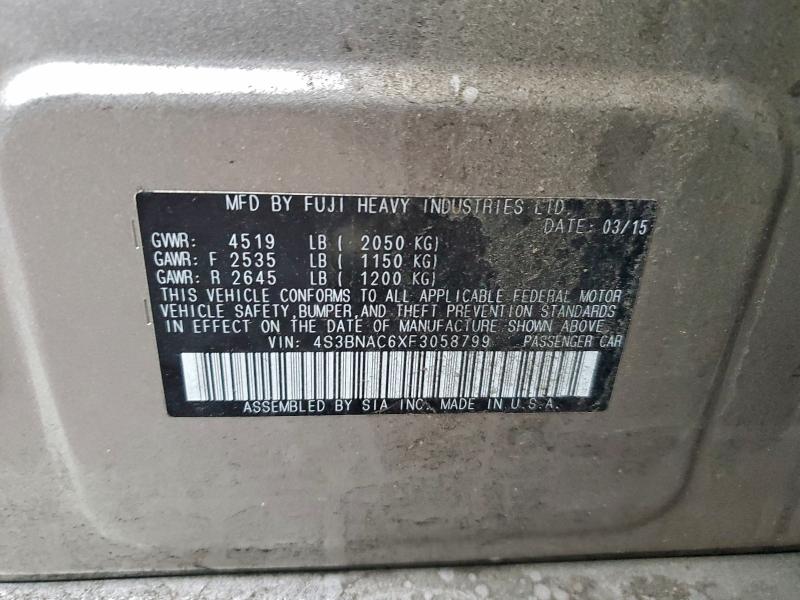 MFD BY FUJI HEAVY INDUSTRIES LTD.
DATE: 03/15
GVWR: 4519 LB ( 2050 KG)
GAWR: F 2535 LB ( 1150 KG)
GAWR: R 2645 LB ( 1200 KG)
THIS VEHICLE CONFORMS TO ALL APPLICABLE FEDERAL MOTOR
VEHICLE SAFETY, BUMPER, AND THEFT PREVENTION STANDARDS
IN EFFECT ON THE DATE OF MANUFACTURE SHOWN ABOVE.
VIN: 4S3BNAC6XF3058799 PASSENGER CAR
ASSEMBLED BY SIA INC. MADE IN U.S.A.